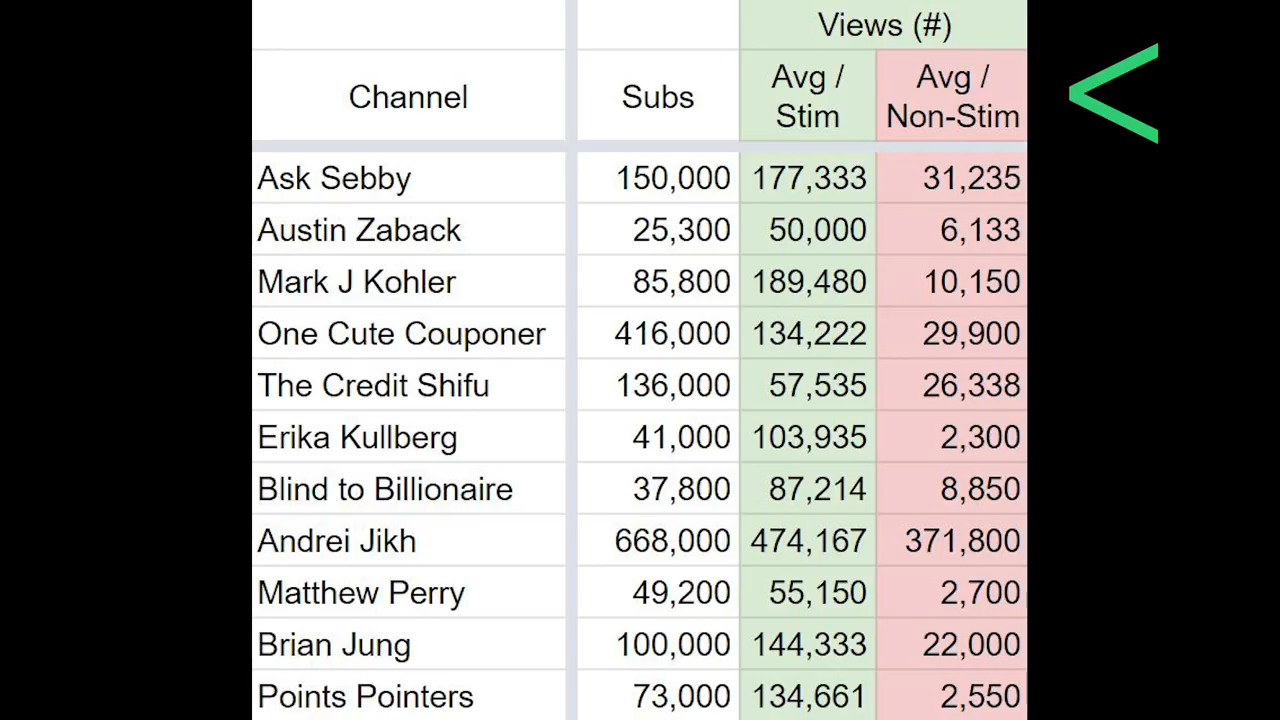 Views (#)
Channel Subs Avg / Stim Avg / Non-Stim
Ask Sebby 150,000 177,333 31,235
Austin Zaback 25,300 50,000 6,133
Mark J Kohler 85,800 189,480 10,150
One Cute Couponer 416,000 134,222 29,900
The Credit Shifu 136,000 57,535 26,338
Erika Kullberg 41,000 103,935 2,300
Blind to Billionaire 37,800 87,214 8,850
Andrei Jikh 668,000 474,167 371,800
Matthew Perry 49,200 55,150 2,700
Brian Jung 100,000 144,333 22,000
Points Pointers 73,000 134,661 2,550